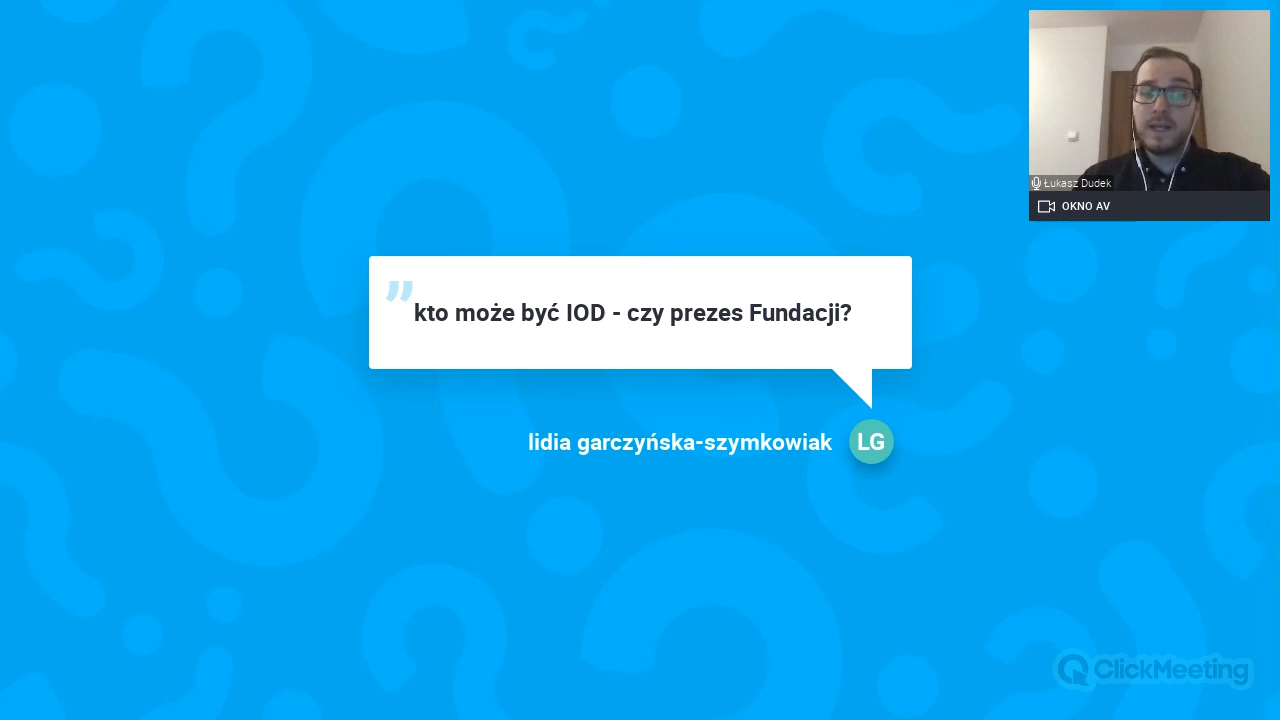 Łukasz Dudek
OKNO AV
” kto może być IOD - czy prezes Fundacji?
lidia garczyńska-szymkowiak LG
ClickMeeting